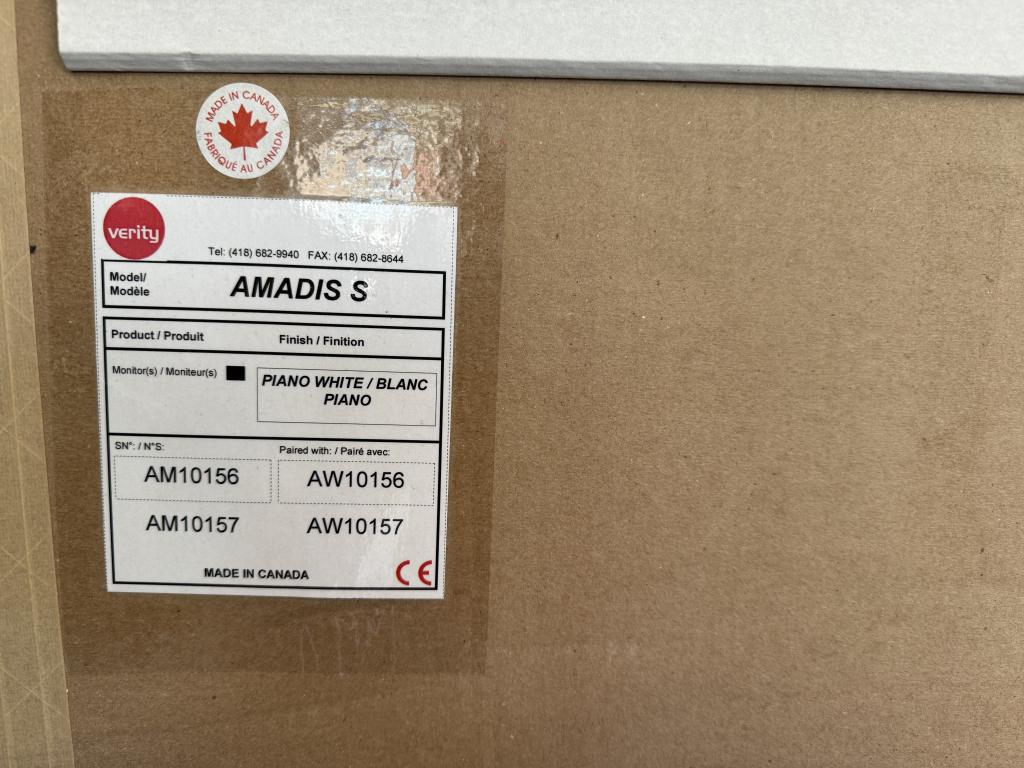 MADE IN CANADA
FABRIQUÉ AU CANADA
verity
Tel: (418) 682-9940 FAX: (418) 682-8644
Model/
Modèle
AMADIS S
Product / Produit
Finish / Finition
Monitor(s) / Moniteur(s)
PIANO WHITE / BLANC
PIANO
SN°: / N°S:
Paired with: / Pairé avec:
AM10156
AW10156
AM10157
AW10157
MADE IN CANADA
CE